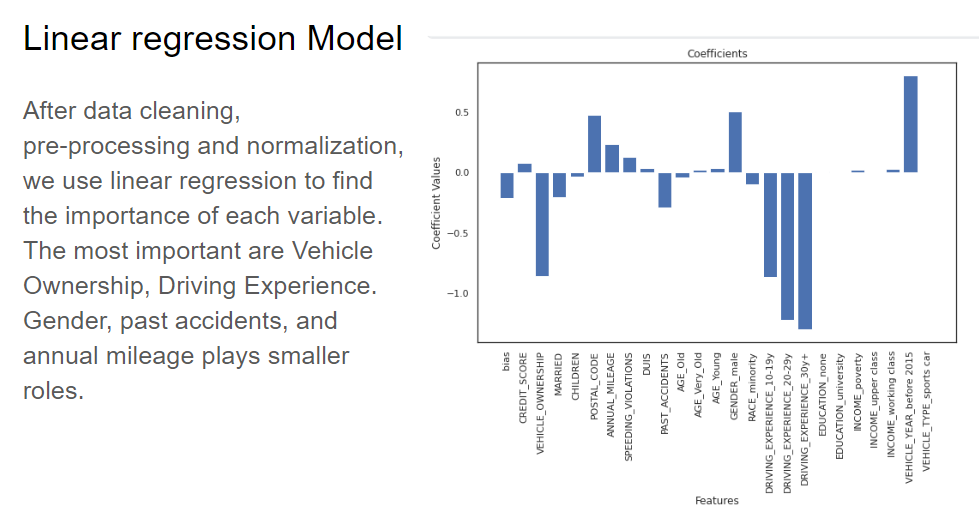 Linear regression Model
After data cleaning,
pre-processing and normalization,
we use linear regression to find
the importance of each variable.
The most important are Vehicle
Ownership, Driving Experience.
Gender, past accidents, and
annual mileage plays smaller
roles.
Coefficients
Coefficient Values
0.5
0.0
−0.5
−1.0
bias
CREDIT_SCORE
VEHICLE_OWNERSHIP
MARRIED
CHILDREN
POSTAL_CODE
ANNUAL_MILEAGE
SPEEDING_VIOLATIONS
DUIS
PAST_ACCIDENTS
AGE_Old
AGE_Very_Old
AGE_Young
GENDER_male
RACE_minority
DRIVING_EXPERIENCE_10-19y
DRIVING_EXPERIENCE_20-29y
DRIVING_EXPERIENCE_30y+
EDUCATION_none
EDUCATION_university
INCOME_poverty
INCOME_upper class
INCOME_working class
VEHICLE_YEAR_before 2015
VEHICLE_TYPE_sports car
Features